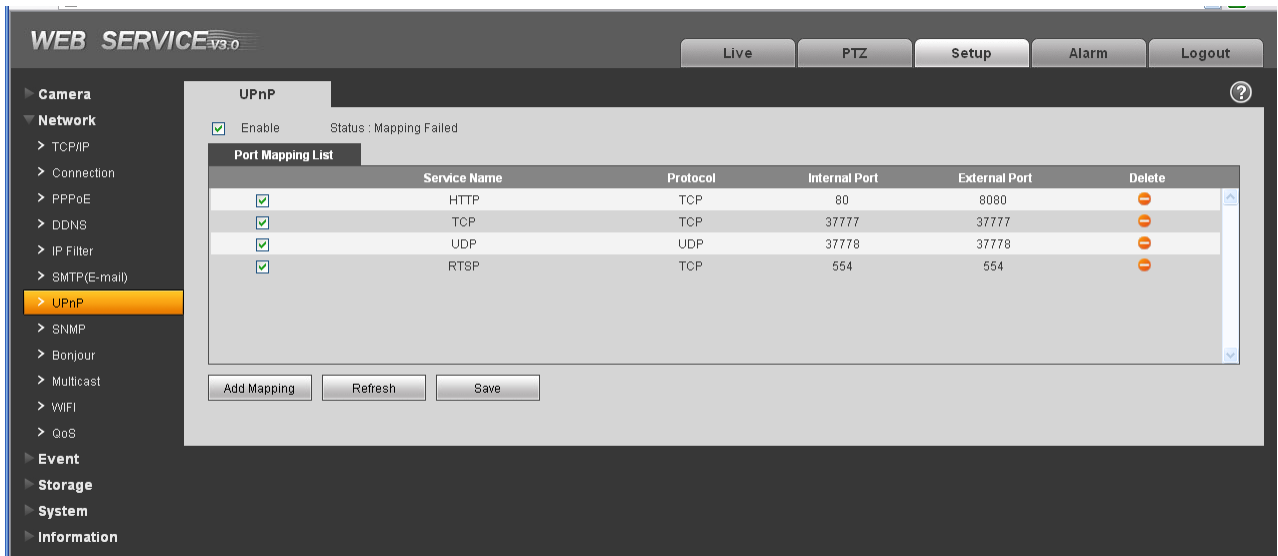 WEB SERVICE V3.0
Live PTZ Setup Alarm Logout
Camera
Network
TCP/IP
Connection
PPPoE
DDNS
IP Filter
SMTP(E-mail)
UPnP
SNMP
Bonjour
Multicast
WIFI
QoS
Event
Storage
System
Information
UPnP
?
Enable Status : Mapping Failed
Port Mapping List
Service Name Protocol Internal Port External Port Delete
HTTP TCP 80 8080
TCP TCP 37777 37777
UDP UDP 37778 37778
RTSP TCP 554 554
Add Mapping Refresh Save